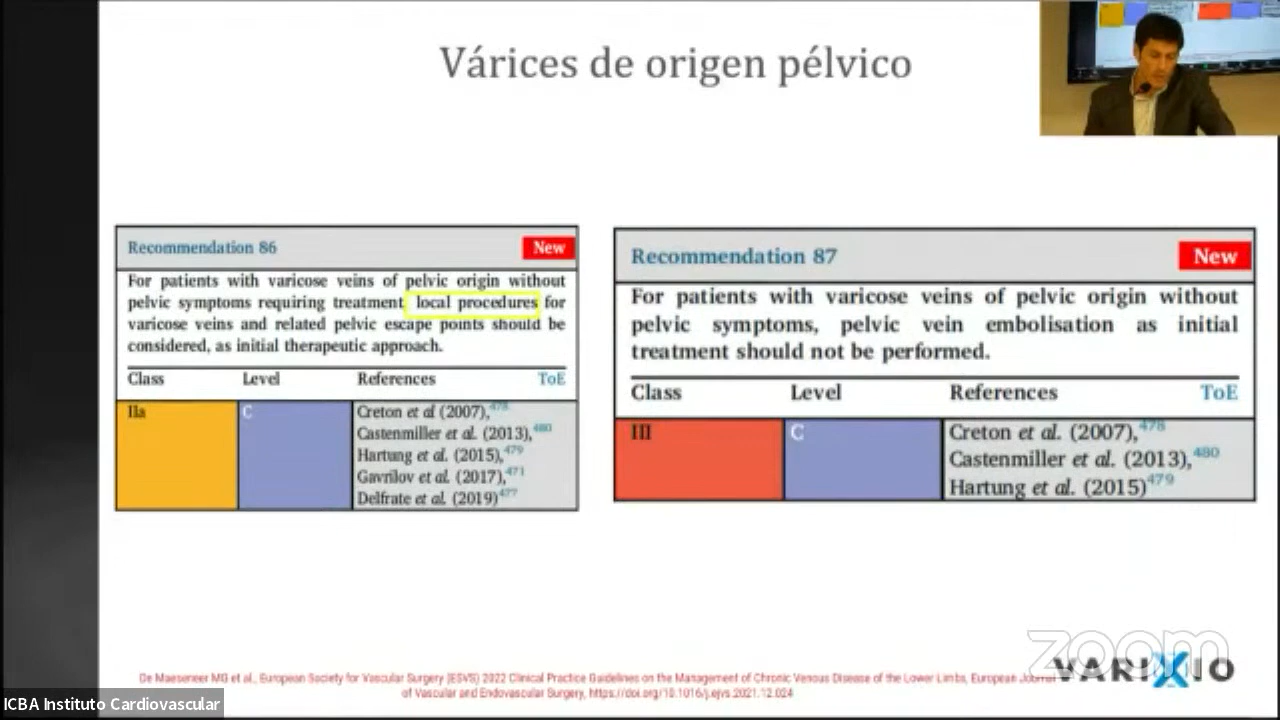 Várices de origen pélvico
Recommendation 86
New
For patients with varicose veins of pelvic origin without
pelvic symptoms requiring treatment, local procedures for
varicose veins and related pelvic escape points should be
considered, as initial therapeutic approach.
Class Level References ToE
IIa C Creton et al (2007),478
Castenmiller et al. (2013),480
Hartung et al. (2015),479
Gavrilov et al. (2017),471
Delfrate et al. (2019)477
Recommendation 87
New
For patients with varicose veins of pelvic origin without
pelvic symptoms, pelvic vein embolisation as initial
treatment should not be performed.
Class Level References ToE
III C Creton et al. (2007),478
Castenmiller et al. (2013),480
Hartung et al. (2015)479
De Maeseneer MG et al., European Society for Vascular Surgery (ESVS) 2022 Clinical Practice Guidelines on the Management of Chronic Venous Disease of the Lower Limbs, European Journal
of Vascular and Endovascular Surgery, https://doi.org/10.1016/j.ejvs.2021.12.024
zoom
VARIXIO
ICBA Instituto Cardiovascular